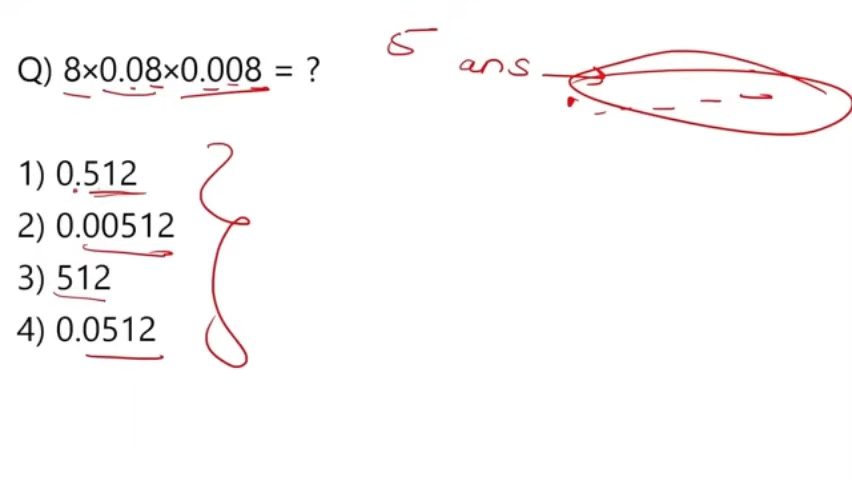 Q) 8×0.08×0.008 = ?
5
ans
1) 0.512
2) 0.00512
3) 512
4) 0.0512